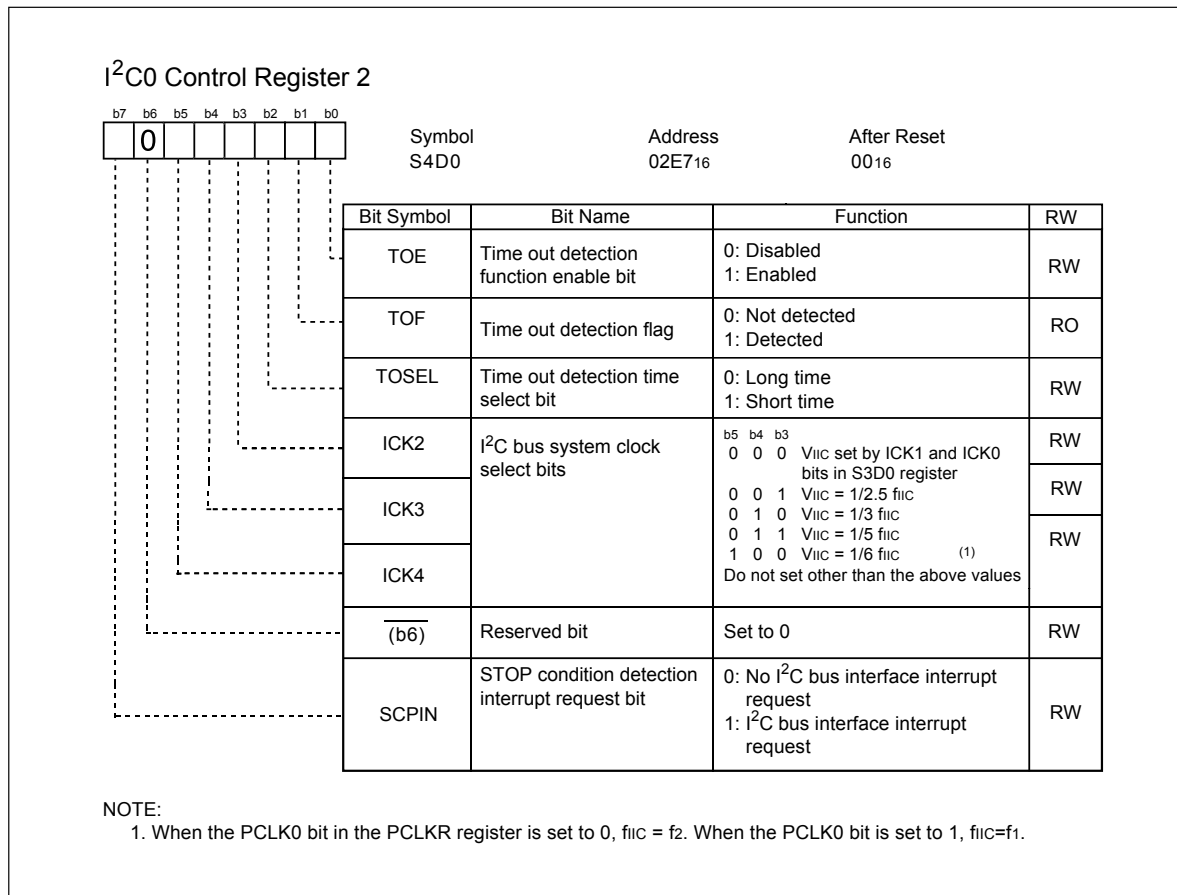 I²C0 Control Register 2
b7 b6 b5 b4 b3 b2 b1 b0
0
Symbol Address After Reset
S4D0 02E716 0016
Bit Symbol Bit Name Function RW
TOE Time out detection function enable bit 0: Disabled
1: Enabled RW
TOF Time out detection flag 0: Not detected
1: Detected RO
TOSEL Time out detection time select bit 0: Long time
1: Short time RW
ICK2 I²C bus system clock select bits RW
ICK3 RW
ICK4 RW
b5 b4 b3
0 0 0 VIIC set by ICK1 and ICK0
bits in S3D0 register
0 0 1 VIIC = 1/2.5 fIIC
0 1 0 VIIC = 1/3 fIIC
0 1 1 VIIC = 1/5 fIIC
1 0 0 VIIC = 1/6 fIIC (1)
Do not set other than the above values
(b6) Reserved bit Set to 0 RW
SCPIN STOP condition detection interrupt request bit 0: No I²C bus interface interrupt
request
1: I²C bus interface interrupt
request RW
NOTE:
1. When the PCLK0 bit in the PCLKR register is set to 0, fIIC = f2. When the PCLK0 bit is set to 1, fIIC=f1.